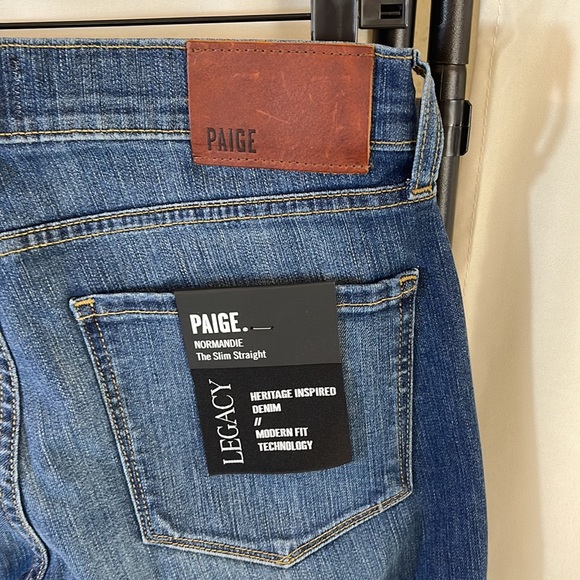 PAIGE
PAIGE.
NORMANDIE
The Slim Straight
LEGACY
HERITAGE INSPIRED
DENIM
//
MODERN FIT
TECHNOLOGY